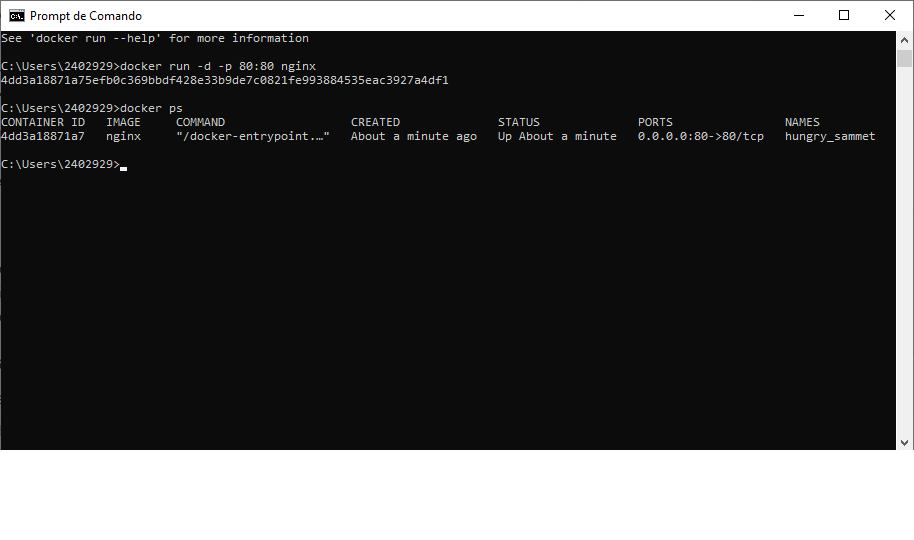 Prompt de Comando
See 'docker run --help' for more information
C:\Users\2402929>docker run -d -p 80:80 nginx
4dd3a18871a75efb0c369bbdf428e33b9de7c0821fe993884535eac3927a4df1
C:\Users\2402929>docker ps
CONTAINER ID   IMAGE     COMMAND                  CREATED              STATUS              PORTS                NAMES
4dd3a18871a7   nginx     "/docker-entrypoint.…"   About a minute ago   Up About a minute   0.0.0.0:80->80/tcp   hungry_sammet
C:\Users\2402929>